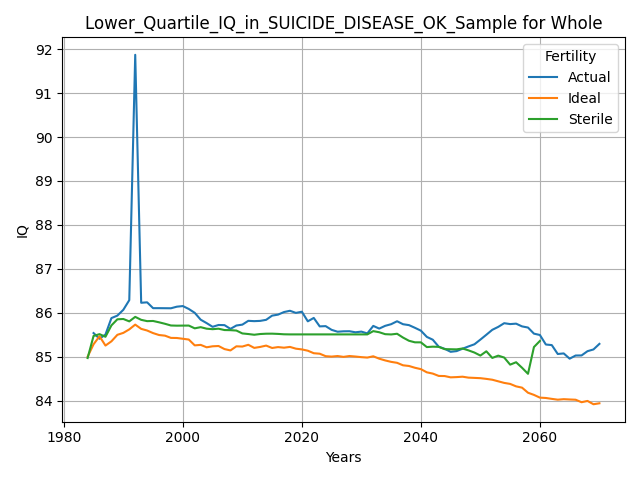 Lower_Quartile_IQ_in_SUICIDE_DISEASE_OK_Sample for Whole
Fertility
Actual
Ideal
Sterile
92
91
90
89
88
87
86
85
84
IQ
1980
2000
2020
2040
2060
Years